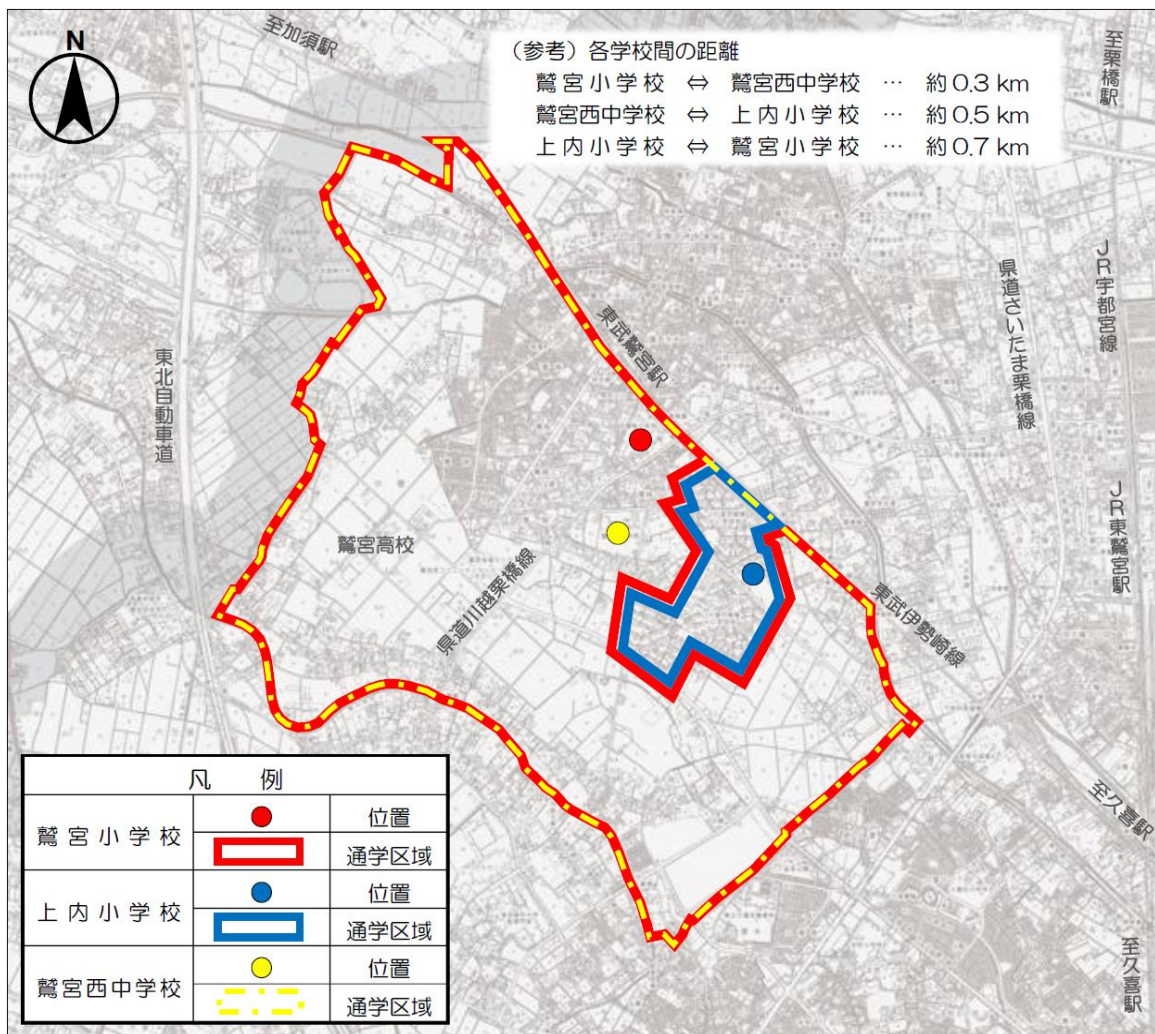 N
至加須駅
（参考）各学校間の距離
鷲宮小学校 ⇔ 鷲宮西中学校 … 約0.3 km
鷲宮西中学校 ⇔ 上内小学校 … 約0.5 km
上内小学校 ⇔ 鷲宮小学校 … 約0.7 km
至栗橋駅
JR宇都宮線
県道さいたま栗橋線
東武鷲宮駅
東北自動車道
JR東鷲宮駅
鷲宮高校
県道川越栗橋線
東武伊勢崎線
至久喜駅
至久喜駅
凡 例
鷲宮小学校 位置
通学区域
上内小学校 位置
通学区域
鷲宮西中学校 位置
通学区域